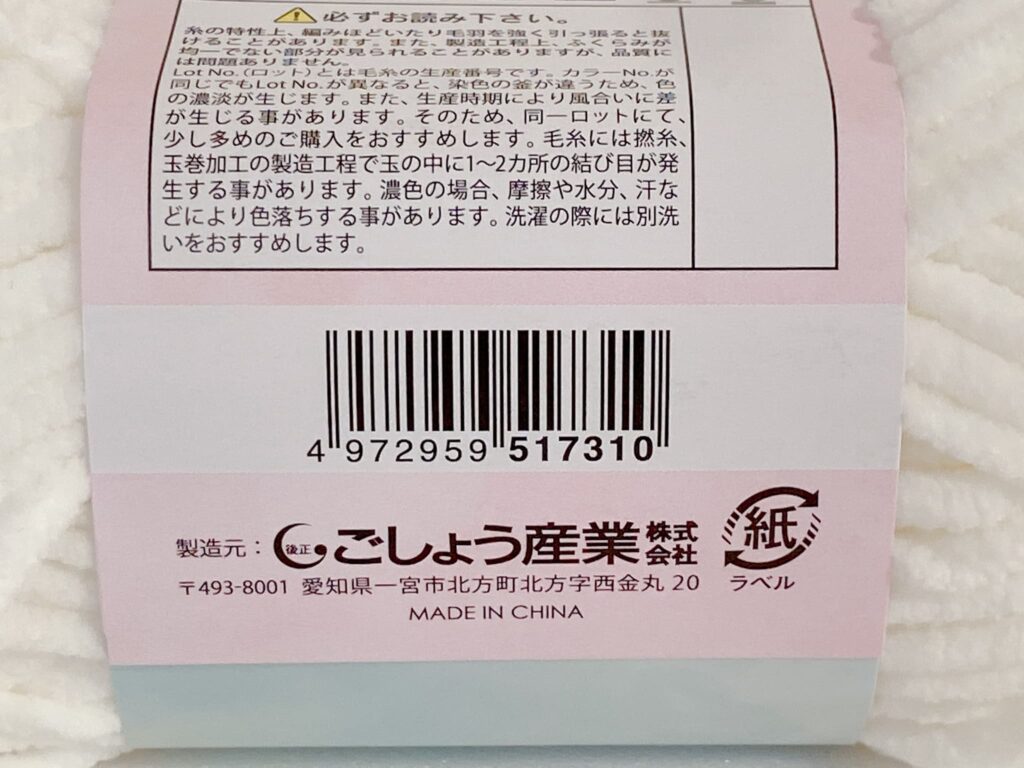 ⚠必ずお読み下さい。
糸の特性上、編みほどいたり毛羽を強く引っ張ると抜
けることがあります。また、製造工程上、ふくらみが
均一でない部分が見られることがありますが、品質に
は問題ありません。
Lot No.(ロット)とは毛糸の生産番号です。カラーNo.が
同じでもLot No.が異なると、染色の釜が違うため、色
の濃淡が生じます。また、生産時期により風合いに差
が生じる事があります。そのため、同一ロットにて、
少し多めのご購入をおすすめします。毛糸には撚糸、
玉巻加工の製造工程で玉の中に1〜2カ所の結び目が発
生する事があります。濃色の場合、摩擦や水分、汗な
どにより色落ちする事があります。洗濯の際には別洗
いをおすすめします。
4 972959 517310
製造元： 後正 ごしょう産業株式会社
〒493-8001 愛知県一宮市北方町北方字西金丸 20
MADE IN CHINA
紙
ラベル